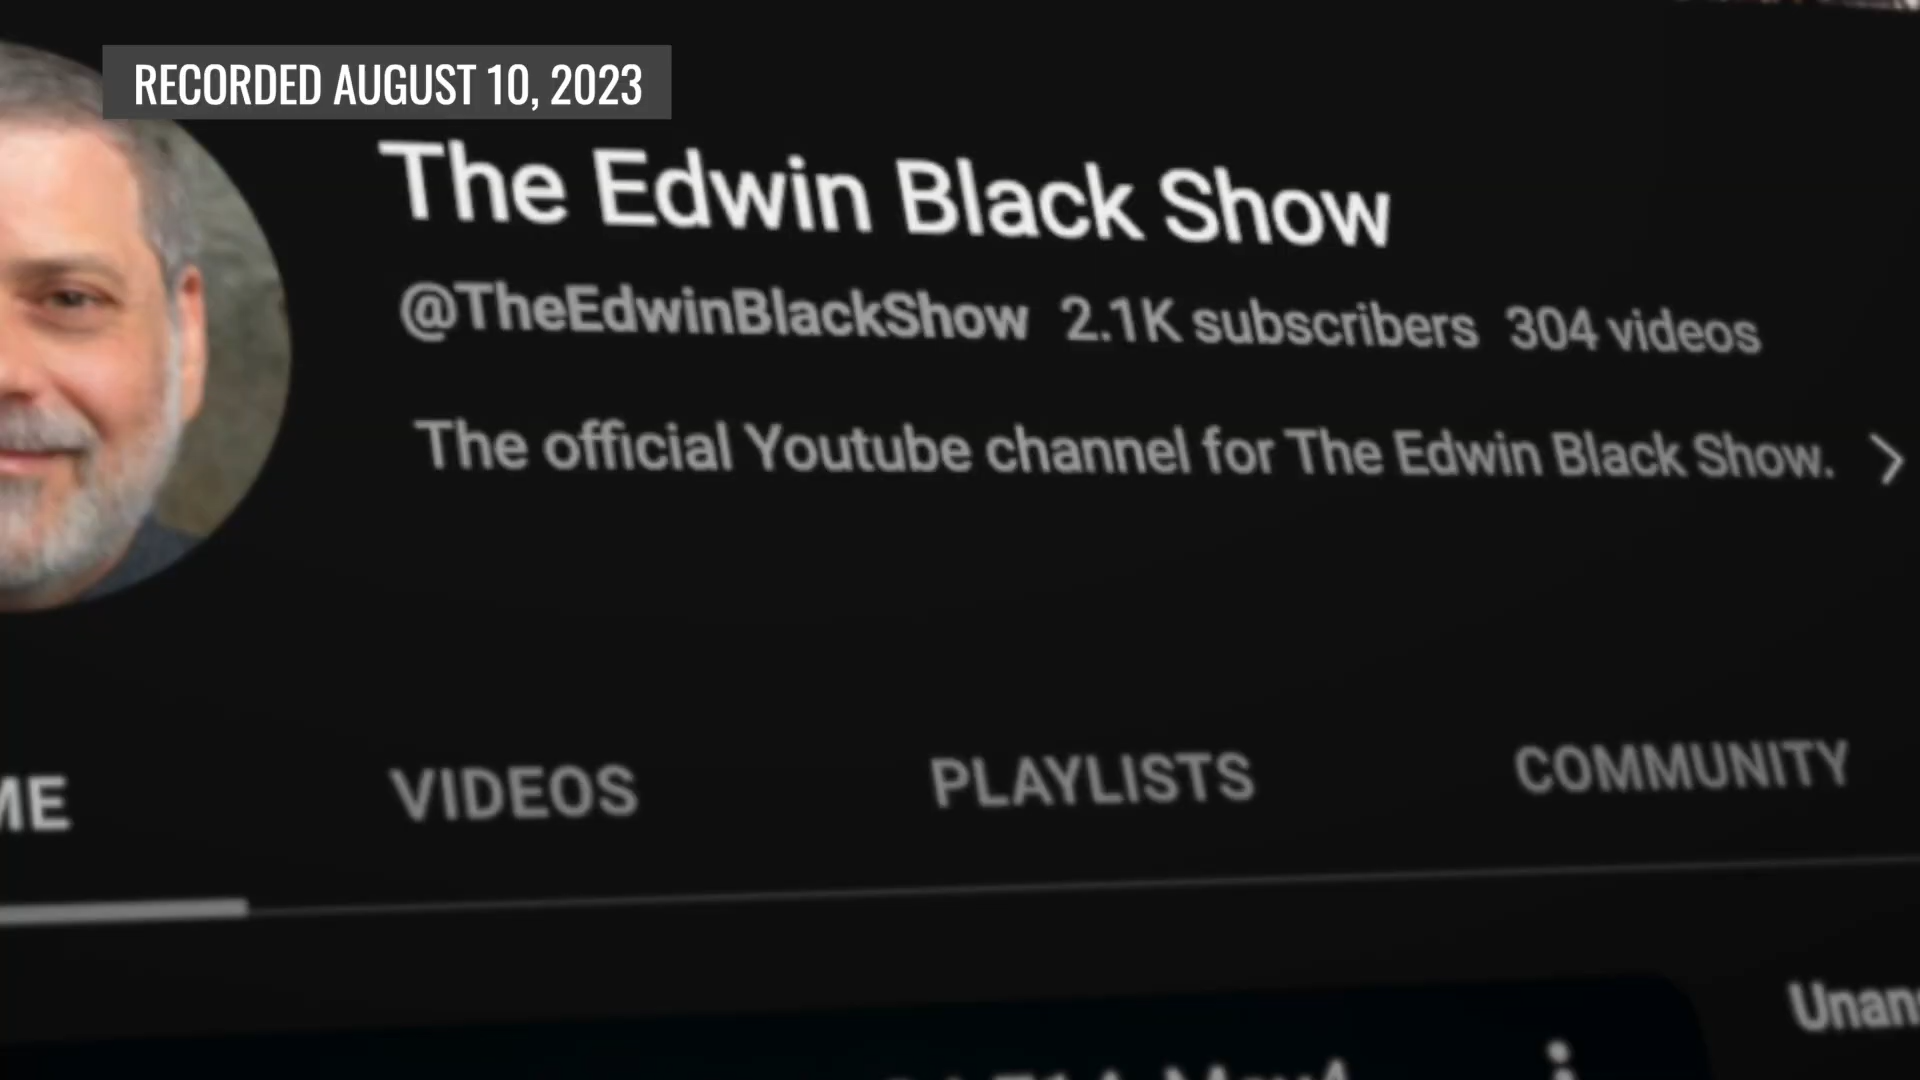 RECORDED AUGUST 10, 2023
The Edwin Black Show
@TheEdwinBlackShow 2.1K subscribers 304 videos
The official Youtube channel for The Edwin Black Show. >
VIDEOS PLAYLISTS COMMUNITY